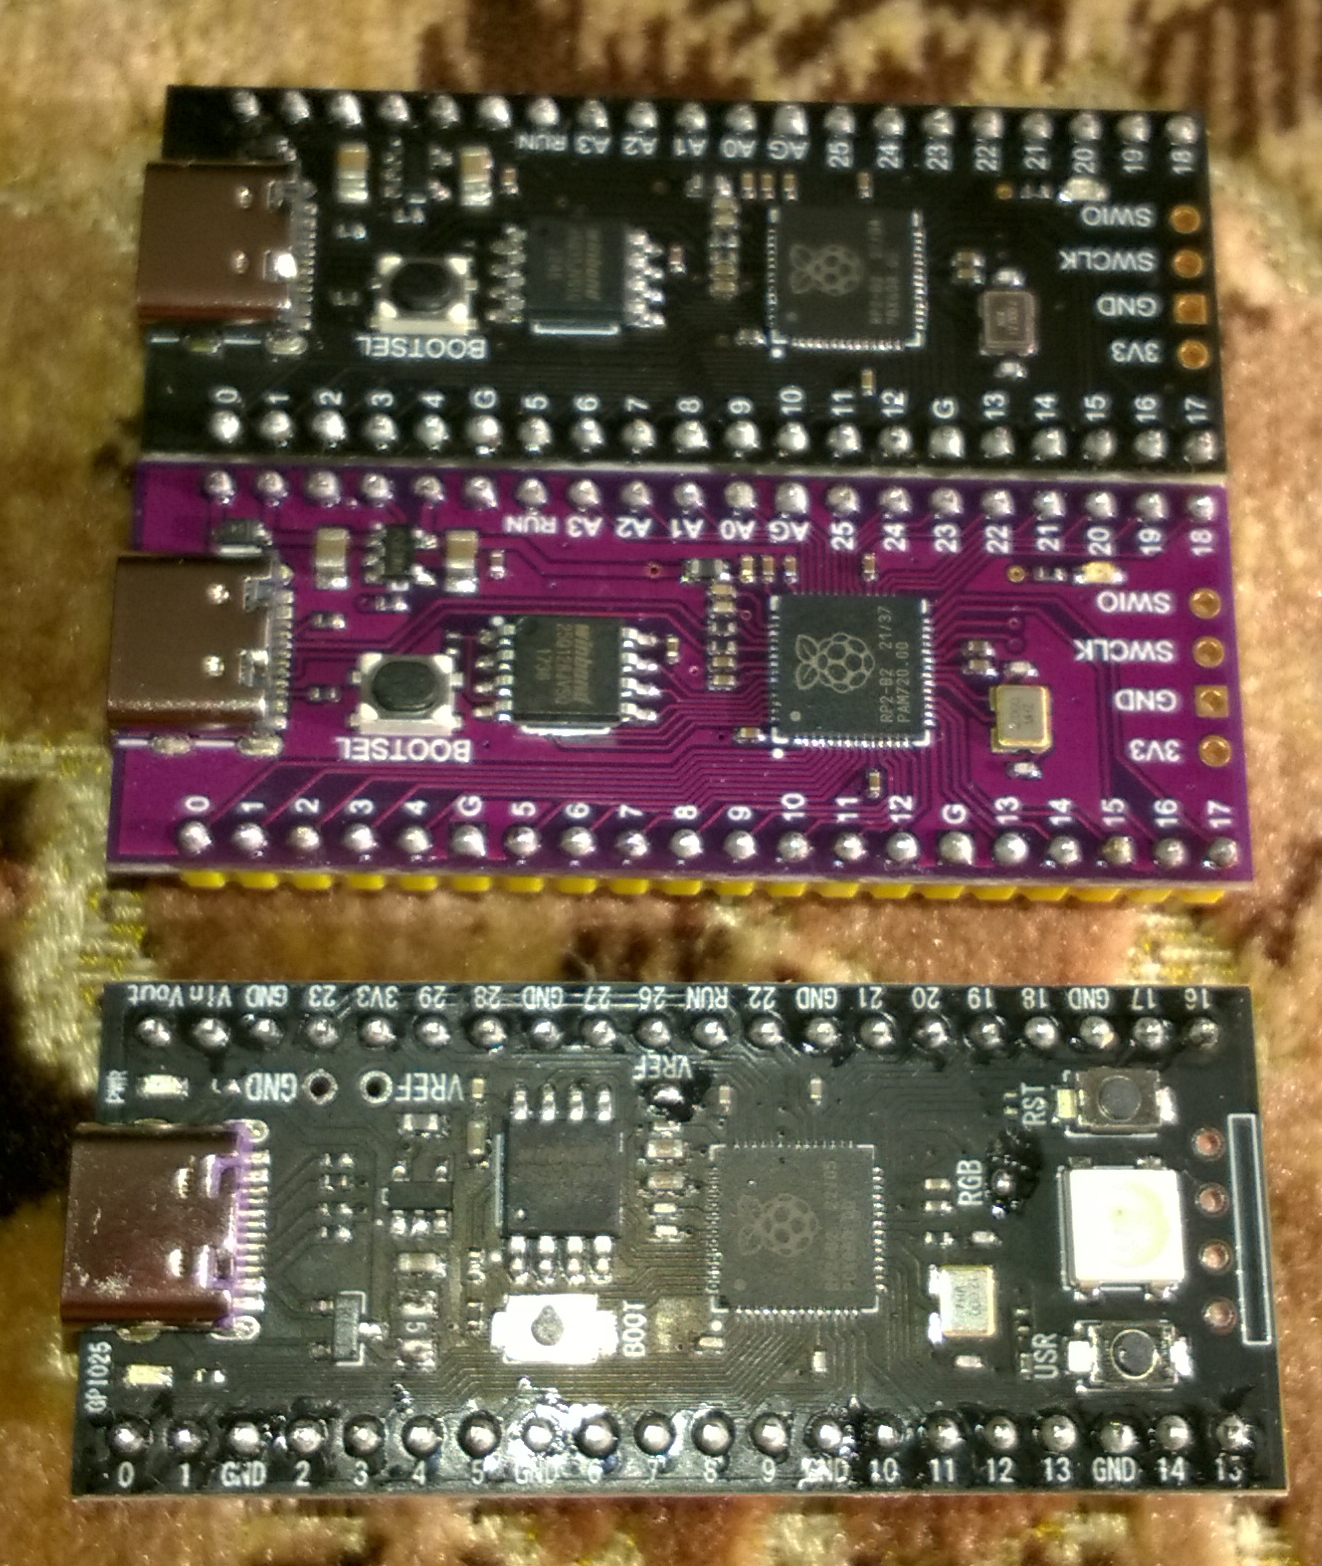 RUN A3 A2 A1 A0 AG 25 24 23 22 21 20 19 18
SWIO
SWCLK
GND
3V3
BOOTSEL
0 1 2 3 4 G 5 6 7 8 9 10 11 12 G 13 14 15 16 17
RUN A3 A2 A1 A0 AG 25 24 23 22 21 20 19 18
SWIO
SWCLK
GND
3V3
RP2-B2 21/37
PAM720.00
BOOTSEL
0 1 2 3 4 G 5 6 7 8 9 10 11 12 G 13 14 15 16 17
Vout Vin GND 23 3V3 29 28 GND 27 26 RUN 22 GND 21 20 19 18 GND 17 16
PWR
GND
VREF
VREF
RST
RGB
BOOT
USR
GPIO25
0 1 GND 2 3 4 5 GND 6 7 8 9 GND 10 11 12 13 GND 14 15